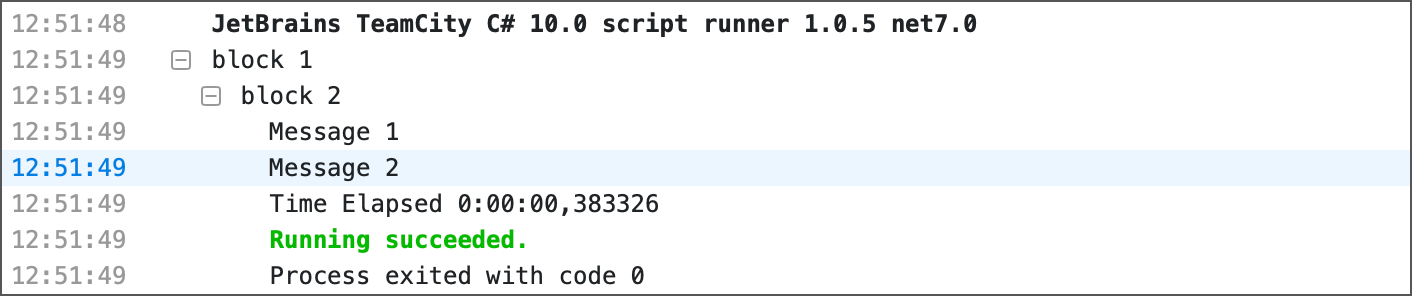 12:51:48 JetBrains TeamCity C# 10.0 script runner 1.0.5 net7.0
12:51:49 block 1
12:51:49 block 2
12:51:49 Message 1
12:51:49 Message 2
12:51:49 Time Elapsed 0:00:00,383326
12:51:49 Running succeeded.
12:51:49 Process exited with code 0